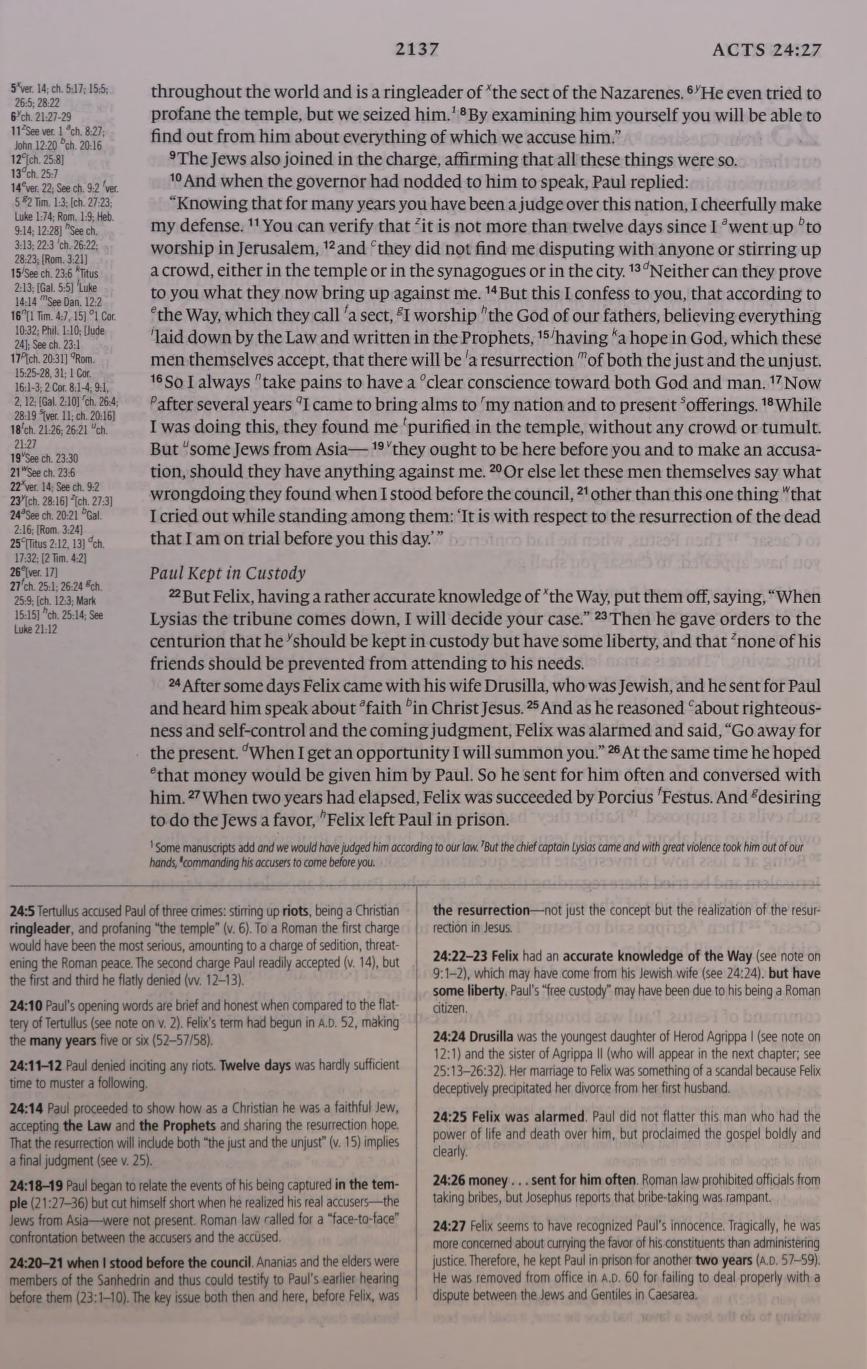 2137
ACTS 24:27
5 x ver. 14; ch. 5:17; 15:5;
26:5; 28:22
6 y ch. 21:27-29
11 z See ver. 1 a ch. 8:27;
John 12:20 b ch. 20:16
12 c [ch. 25:8]
13 d ch. 25:7
14 e ver. 22; See ch. 9:2 f ver.
5 g 2 Tim. 1:3; [ch. 27:23;
Luke 1:74; Rom. 1:9; Heb.
9:14; 12:28] h See ch.
3:13; 22:3 i ch. 26:22;
28:23; [Rom. 3:21]
15 j See ch. 23:6 k Titus
2:13; [Gal. 5:5] l Luke
14:14 m See Dan. 12:2
16 n [1 Tim. 4:7, 15] o 1 Cor.
10:32; Phil. 1:10; [Jude
24]; See ch. 23:1
17 p [ch. 20:31] q Rom.
15:25-28, 31; 1 Cor.
16:1-3; 2 Cor. 8:1-4; 9:1,
2, 12; [Gal. 2:10] r ch. 26:4;
28:19 s [ver. 11; ch. 20:16]
18 t ch. 21:26; 26:21 u ch.
21:27
19 v See ch. 23:30
21 w See ch. 23:6
22 x ver. 14; See ch. 9:2
23 y [ch. 28:16] z [ch. 27:3]
24 a See ch. 20:21 b Gal.
2:16; [Rom. 3:24]
25 c [Titus 2:12, 13] d ch.
17:32; [2 Tim. 4:2]
26 e [ver. 17]
27 f ch. 25:1; 26:24 g ch.
25:9; [ch. 12:3; Mark
15:15] h ch. 25:14; See
Luke 21:12
throughout the world and is a ringleader of x the sect of the Nazarenes. 6 y He even tried to
profane the temple, but we seized him.1 8 By examining him yourself you will be able to
find out from him about everything of which we accuse him.”
9 The Jews also joined in the charge, affirming that all these things were so.
10 And when the governor had nodded to him to speak, Paul replied:
“Knowing that for many years you have been a judge over this nation, I cheerfully make
my defense. 11 You can verify that z it is not more than twelve days since I a went up b to
worship in Jerusalem, 12 and c they did not find me disputing with anyone or stirring up
a crowd, either in the temple or in the synagogues or in the city. 13 d Neither can they prove
to you what they now bring up against me. 14 But this I confess to you, that according to
e the Way, which they call f a sect, g I worship h the God of our fathers, believing everything
i laid down by the Law and written in the Prophets, 15 j having k a hope in God, which these
men themselves accept, that there will be l a resurrection m of both the just and the unjust.
16 So I always n take pains to have a o clear conscience toward both God and man. 17 Now
p after several years q I came to bring alms to r my nation and to present s offerings. 18 While
I was doing this, they found me t purified in the temple, without any crowd or tumult.
But u some Jews from Asia— 19 v they ought to be here before you and to make an accusa-
tion, should they have anything against me. 20 Or else let these men themselves say what
wrongdoing they found when I stood before the council, 21 other than this one thing w that
I cried out while standing among them: ‘It is with respect to the resurrection of the dead
that I am on trial before you this day.’ ”
Paul Kept in Custody
22 But Felix, having a rather accurate knowledge of x the Way, put them off, saying, “When
Lysias the tribune comes down, I will decide your case.” 23 Then he gave orders to the
centurion that he y should be kept in custody but have some liberty, and that z none of his
friends should be prevented from attending to his needs.
24 After some days Felix came with his wife Drusilla, who was Jewish, and he sent for Paul
and heard him speak about a faith b in Christ Jesus. 25 And as he reasoned c about righteous-
ness and self-control and the coming judgment, Felix was alarmed and said, “Go away for
the present. d When I get an opportunity I will summon you.” 26 At the same time he hoped
e that money would be given him by Paul. So he sent for him often and conversed with
him. 27 When two years had elapsed, Felix was succeeded by Porcius f Festus. And g desiring
to do the Jews a favor, h Felix left Paul in prison.
1 Some manuscripts add and we would have judged him according to our law. 7 But the chief captain Lysias came and with great violence took him out of our
hands, 8 commanding his accusers to come before you.
24:5 Tertullus accused Paul of three crimes: stirring up riots, being a Christian
ringleader, and profaning “the temple” (v. 6). To a Roman the first charge
would have been the most serious, amounting to a charge of sedition, threat-
ening the Roman peace. The second charge Paul readily accepted (v. 14), but
the first and third he flatly denied (vv. 12–13).
24:10 Paul’s opening words are brief and honest when compared to the flat-
tery of Tertullus (see note on v. 2). Felix’s term had begun in A.D. 52, making
the many years five or six (52–57/58).
24:11–12 Paul denied inciting any riots. Twelve days was hardly sufficient
time to muster a following.
24:14 Paul proceeded to show how as a Christian he was a faithful Jew,
accepting the Law and the Prophets and sharing the resurrection hope.
That the resurrection will include both “the just and the unjust” (v. 15) implies
a final judgment (see v. 25).
24:18–19 Paul began to relate the events of his being captured in the tem-
ple (21:27–36) but cut himself short when he realized his real accusers—the
Jews from Asia—were not present. Roman law called for a “face-to-face”
confrontation between the accusers and the accused.
24:20–21 when I stood before the council. Ananias and the elders were
members of the Sanhedrin and thus could testify to Paul’s earlier hearing
before them (23:1–10). The key issue both then and here, before Felix, was
the resurrection—not just the concept but the realization of the resur-
rection in Jesus.
24:22–23 Felix had an accurate knowledge of the Way (see note on
9:1–2), which may have come from his Jewish wife (see 24:24). but have
some liberty. Paul’s “free custody” may have been due to his being a Roman
citizen.
24:24 Drusilla was the youngest daughter of Herod Agrippa I (see note on
12:1) and the sister of Agrippa II (who will appear in the next chapter; see
25:13–26:32). Her marriage to Felix was something of a scandal because Felix
deceptively precipitated her divorce from her first husband.
24:25 Felix was alarmed. Paul did not flatter this man who had the
power of life and death over him, but proclaimed the gospel boldly and
clearly.
24:26 money . . . sent for him often. Roman law prohibited officials from
taking bribes, but Josephus reports that bribe-taking was rampant.
24:27 Felix seems to have recognized Paul’s innocence. Tragically, he was
more concerned about currying the favor of his constituents than administering
justice. Therefore, he kept Paul in prison for another two years (A.D. 57–59).
He was removed from office in A.D. 60 for failing to deal properly with a
dispute between the Jews and Gentiles in Caesarea.